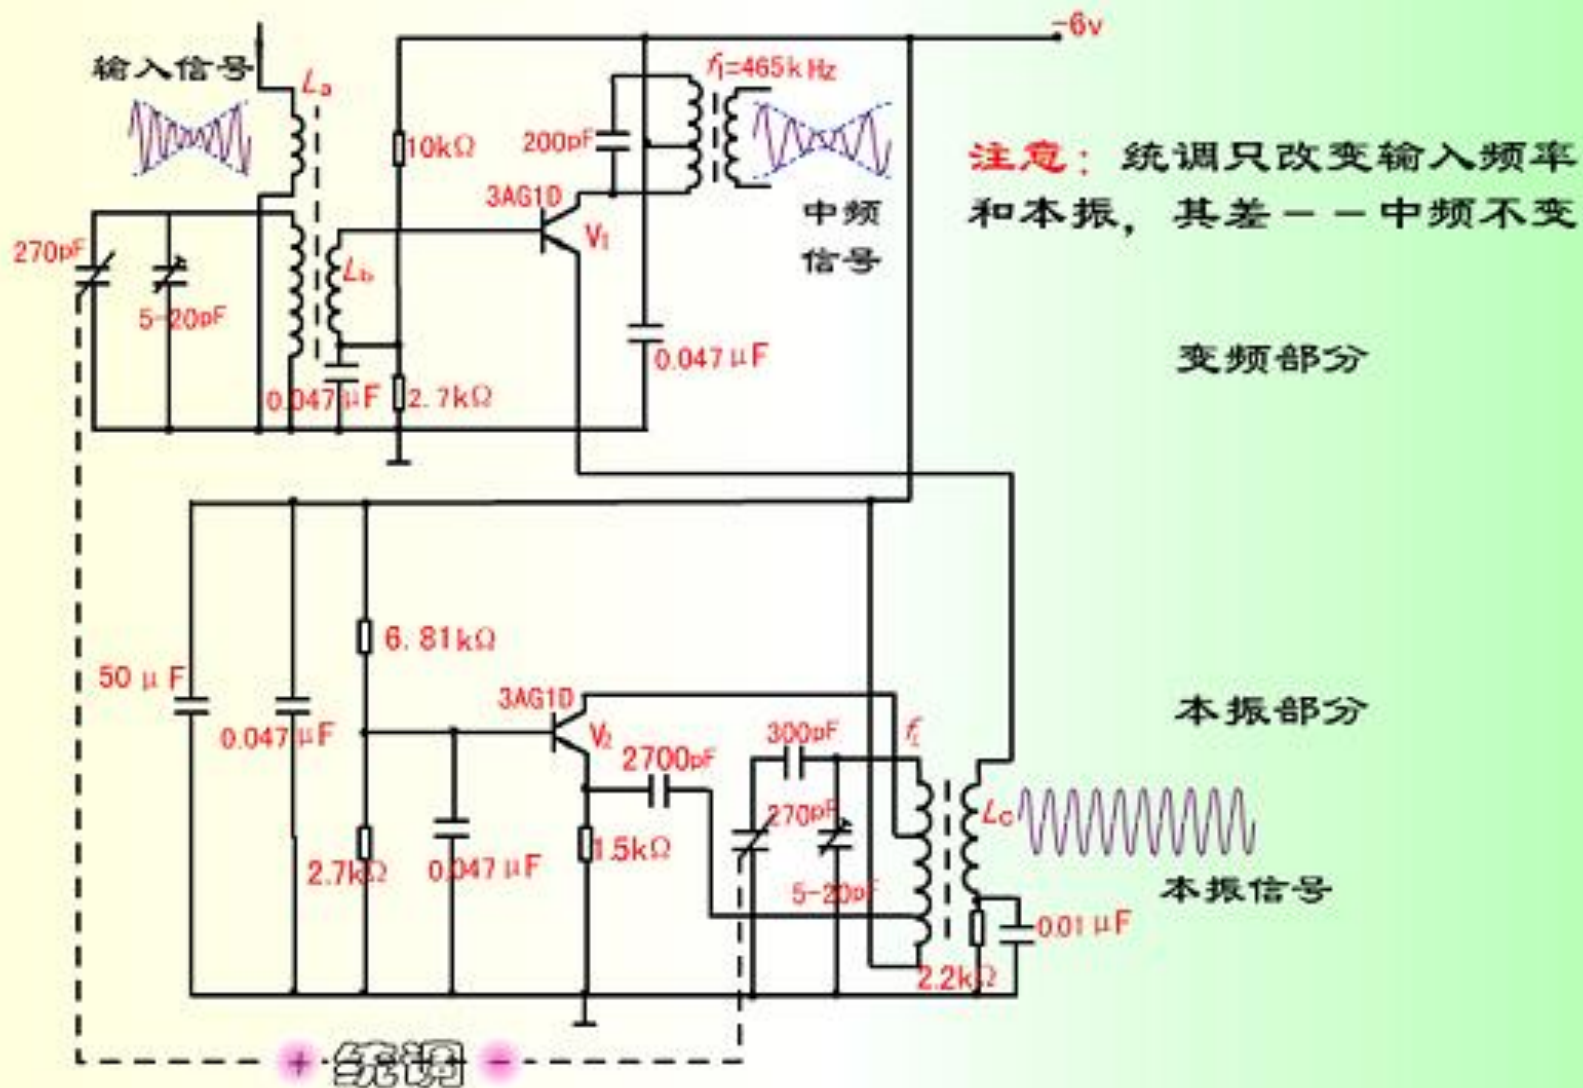 -6v
输入信号
La
f1=465k Hz
10kΩ
200pF
注意：统调只改变输入频率
和本振，其差－－中频不变
3AG1D
V1
中频
信号
270pF
Lb
5-20pF
0.047μF
变频部分
0.047μF
2.7kΩ
6.81kΩ
50μF
3AG1D
本振部分
0.047μF
V2
300pF
fL
2700pF
270pF
Lc
1.5kΩ
2.7kΩ
0.047μF
5-20pF
本振信号
0.01μF
2.2kΩ
+统调-